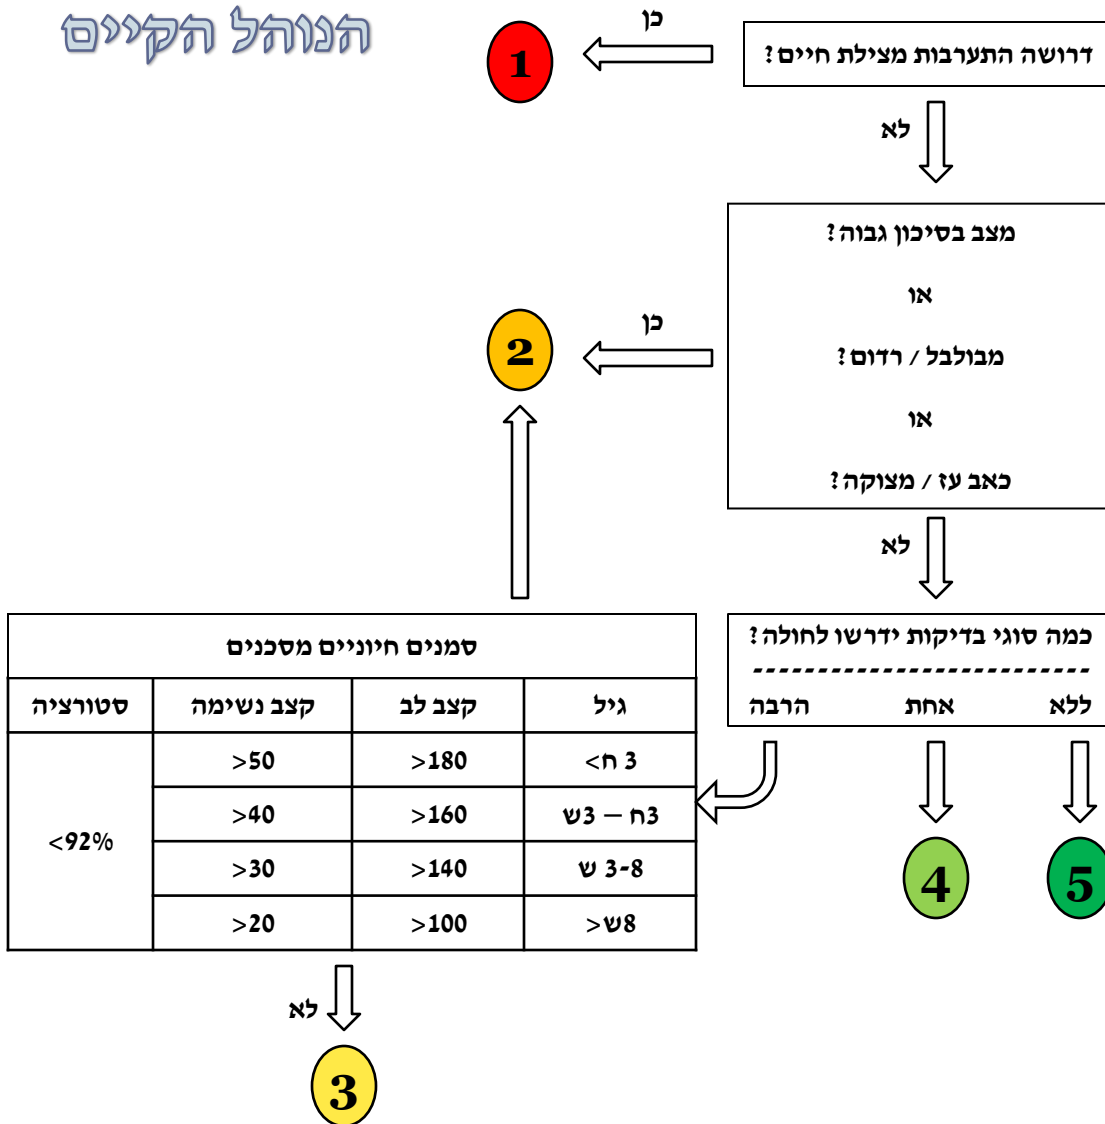 הנוהל הקיים
דרושה התערבות מצילת חיים?
כן
1
לא
מצב בסיכון גבוה?
או
מבולבל / רדום?
או
כאב עז / מצוקה?
כן
2
לא
כמה סוגי בדיקות ידרשו לחולה?
---------------------------
ללא אחת הרבה
5
4
סמנים חיוניים מסכנים
גיל קצב לב קצב נשימה סטורציה
3 ח> >180 >50 <92%
3ח – 3ש >160 >40
3-8 ש >140 >30
8ש< >100 >20
לא
3